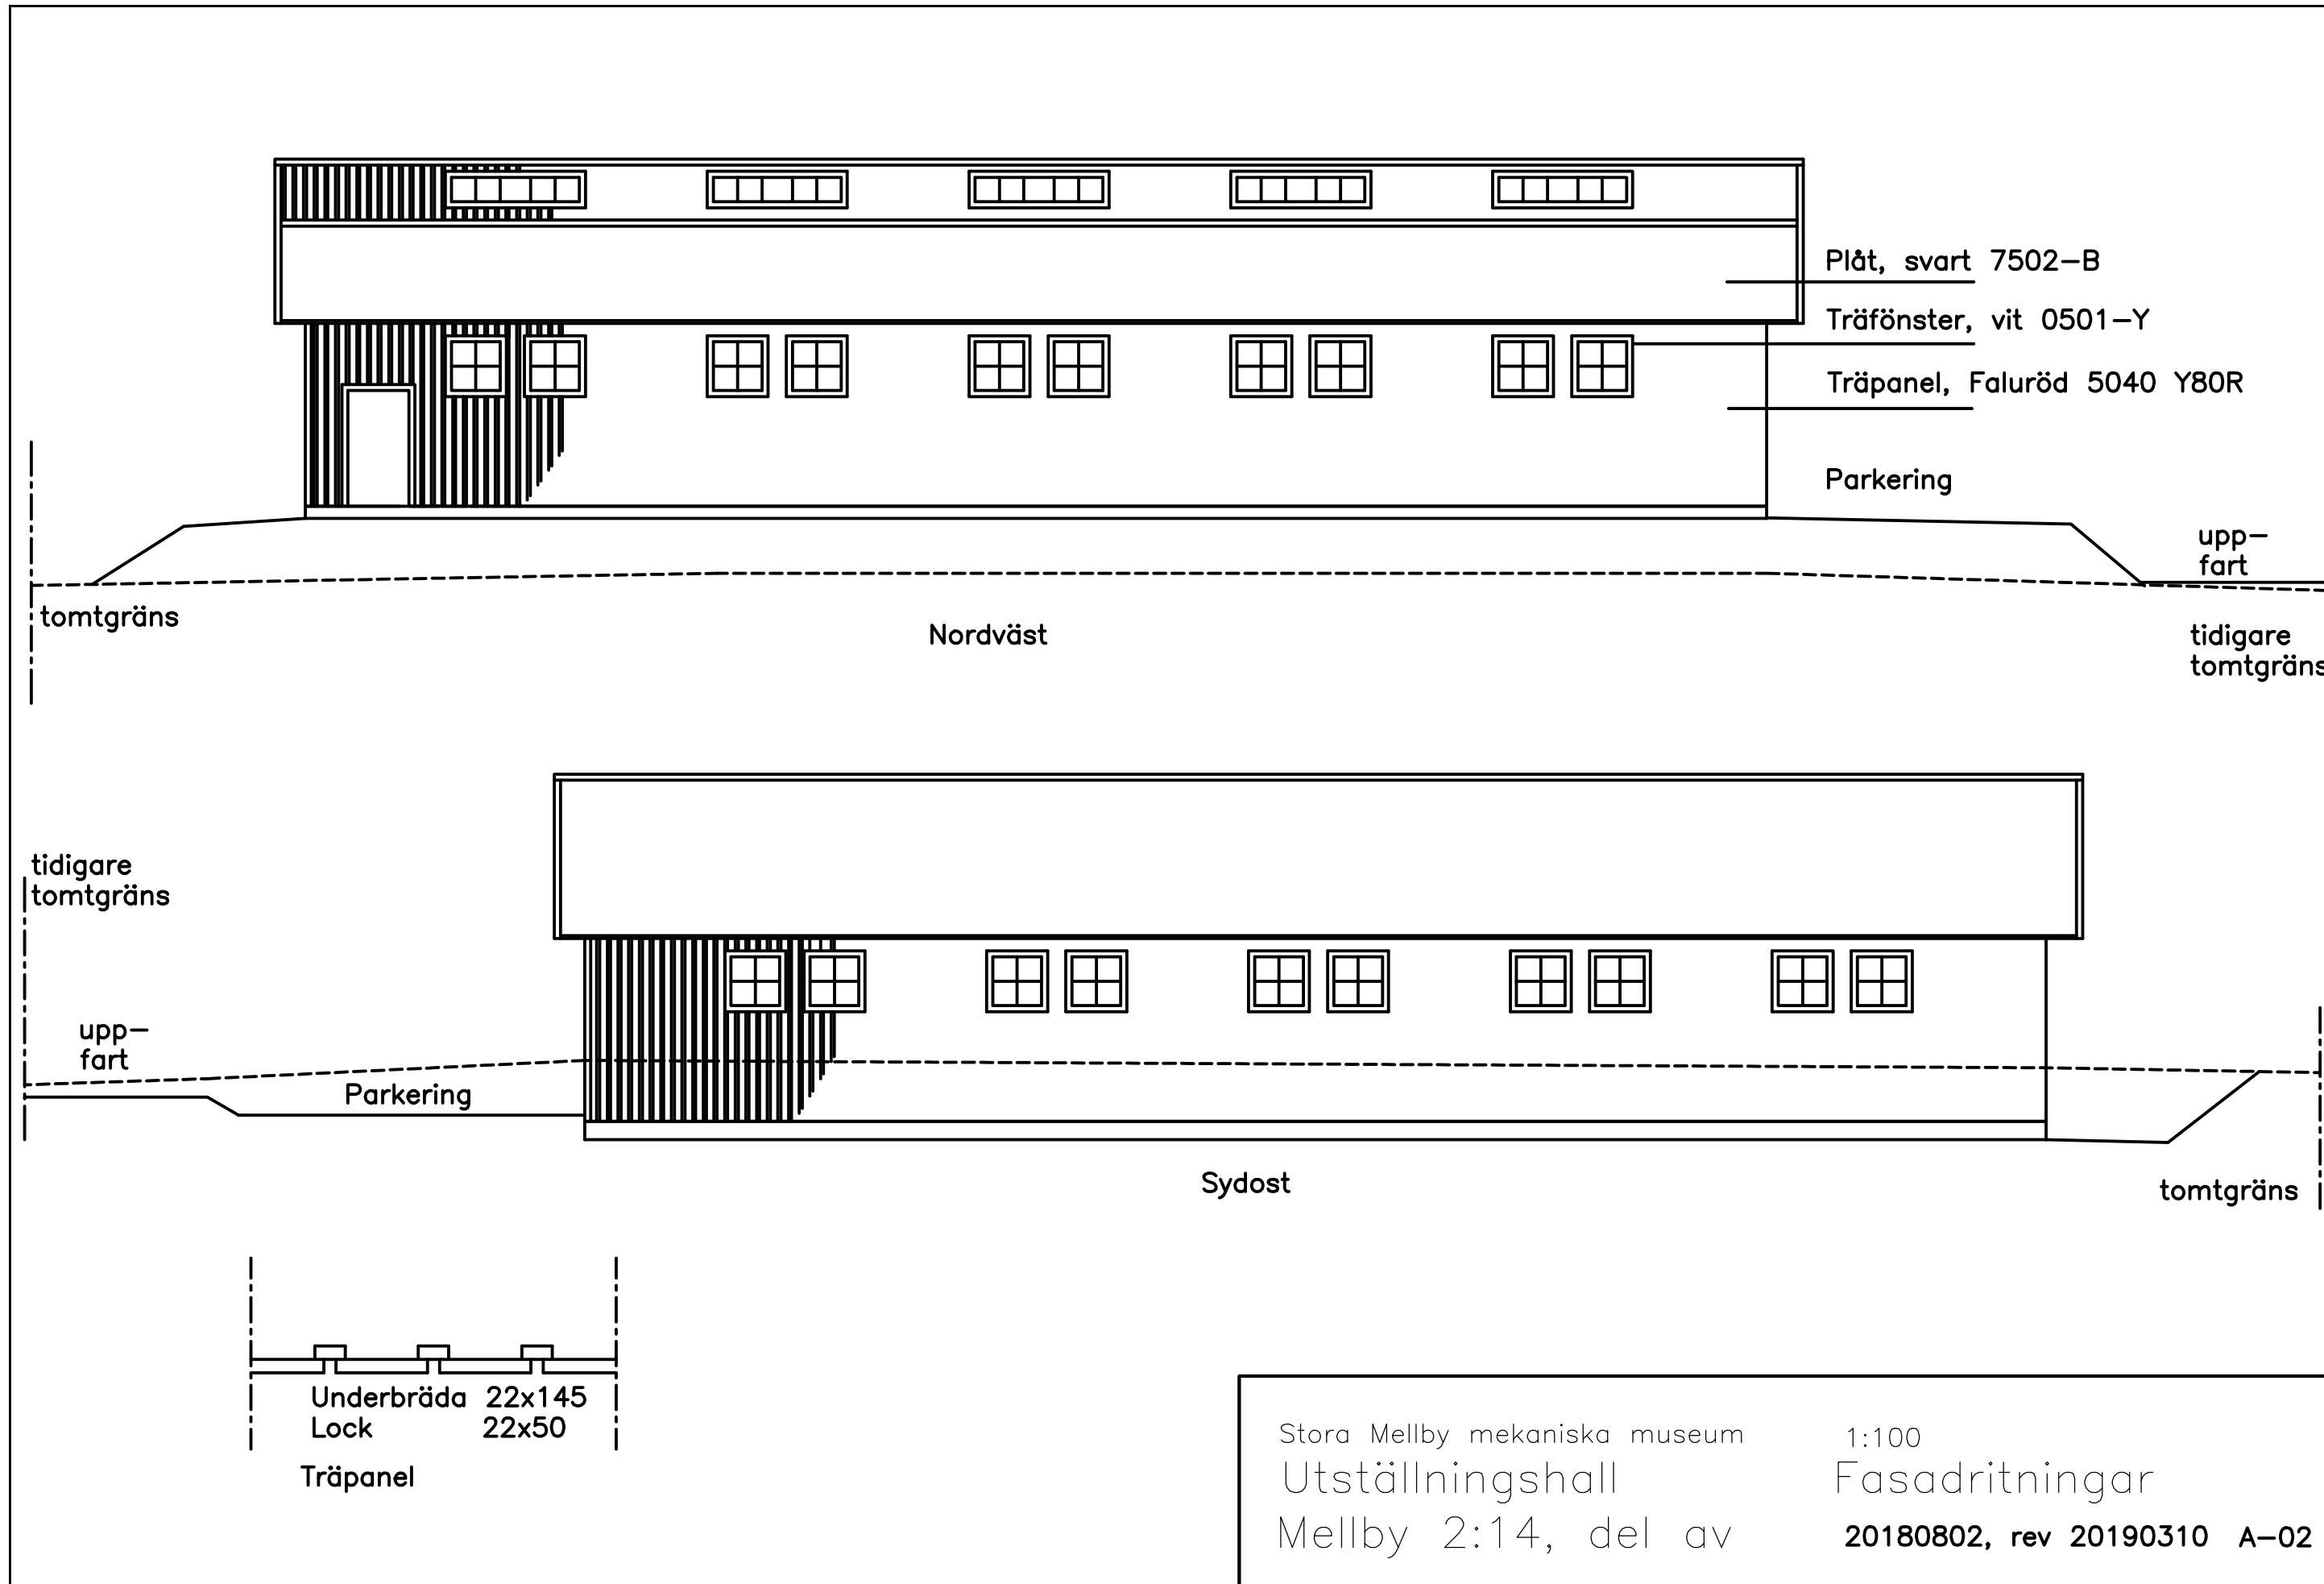 Plåt, svart 7502-B
Träfönster, vit 0501-Y
Träpanel, Faluröd 5040 Y80R
Parkering
upp-
fart
tomtgräns
Nordväst
tidigare
tomtgräns
tidigare
tomtgräns
upp-
fart
Parkering
Sydost
tomtgräns
Underbräda 22x145
Lock 22x50
Träpanel
Stora Mellby mekaniska museum 1:100
Utställningshall Fasadritningar
Mellby 2:14, del av 20180802, rev 20190310 A-02